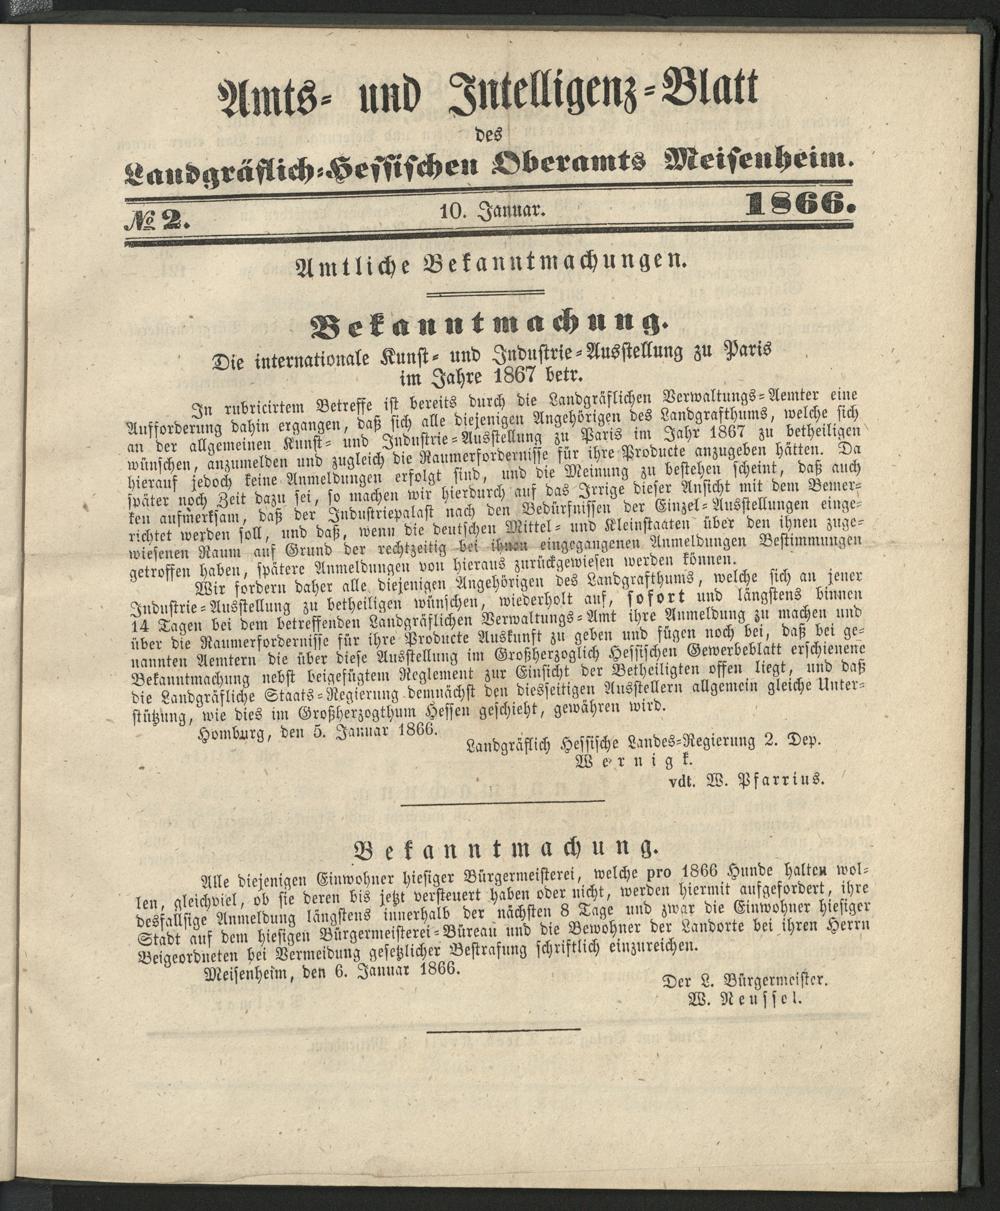 Amts- und Intelligenz-Blatt
des
Landgräflich-Hessischen Oberamts Meisenheim.
№ 2.
10. Januar.
1866.
Amtliche Bekanntmachungen.
Bekanntmachung.
Die internationale Kunst- und Industrie-Ausstellung zu Paris
im Jahre 1867 betr.
In rubricirtem Betreffe ist bereits durch die Landgräflichen Verwaltungs-Aemter eine
Aufforderung dahin ergangen, daß sich alle diejenigen Angehörigen des Landgrafthums, welche sich
an der allgemeinen Kunst- und Industrie-Ausstellung zu Paris im Jahr 1867 zu betheiligen
wünschen, anzumelden und zugleich die Raumerfordernisse für ihre Producte anzugeben hätten. Da
hierauf jedoch keine Anmeldungen erfolgt sind, und die Meinung zu bestehen scheint, daß auch
später noch Zeit dazu sei, so machen wir hierdurch auf das Irrige dieser Ansicht mit dem Bemer-
ken aufmerksam, daß der Industriepalast nach den Bedürfnissen der Einzel-Ausstellungen einge-
richtet werden soll, und daß, wenn die deutschen Mittel- und Kleinstaaten über den ihnen zuge-
wiesenen Raum auf Grund der rechtzeitig bei ihnen eingegangenen Anmeldungen Bestimmungen
getroffen haben, spätere Anmeldungen von hieraus zurückgewiesen werden können.
Wir fordern daher alle diejenigen Angehörigen des Landgrafthums, welche sich an jener
Industrie-Ausstellung zu betheiligen wünschen, wiederholt auf, sofort und längstens binnen
14 Tagen bei dem betreffenden Landgräflichen Verwaltungs-Amt ihre Anmeldung zu machen und
über die Raumerfordernisse für ihre Producte Auskunft zu geben und fügen noch bei, daß bei ge-
nannten Aemtern die über diese Ausstellung im Großherzoglich Hessischen Gewerbeblatt erschienene
Bekanntmachung nebst beigefügtem Reglement zur Einsicht der Betheiligten offen liegt, und daß
die Landgräfliche Staats-Regierung demnächst den diesseitigen Ausstellern allgemein gleiche Unter-
stützung, wie dies im Großherzogthum Hessen geschieht, gewähren wird.
Homburg, den 5. Januar 1866.
Landgräflich Hessische Landes-Regierung 2. Dep.
Wernigk.
vdt. W. Pfarrius.
Bekanntmachung.
Alle diejenigen Einwohner hiesiger Bürgermeisterei, welche pro 1866 Hunde halten wol-
len, gleichviel, ob sie deren bis jetzt versteuert haben oder nicht, werden hiermit aufgefordert, ihre
desfallsige Anmeldung längstens innerhalb der nächsten 8 Tage und zwar die Einwohner hiesiger
Stadt auf dem hiesigen Bürgermeisterei-Büreau und die Bewohner der Landorte bei ihren Herrn
Beigeordneten bei Vermeidung gesetzlicher Bestrafung schriftlich einzureichen.
Meisenheim, den 6. Januar 1866.
Der L. Bürgermeister.
W. Reussel.